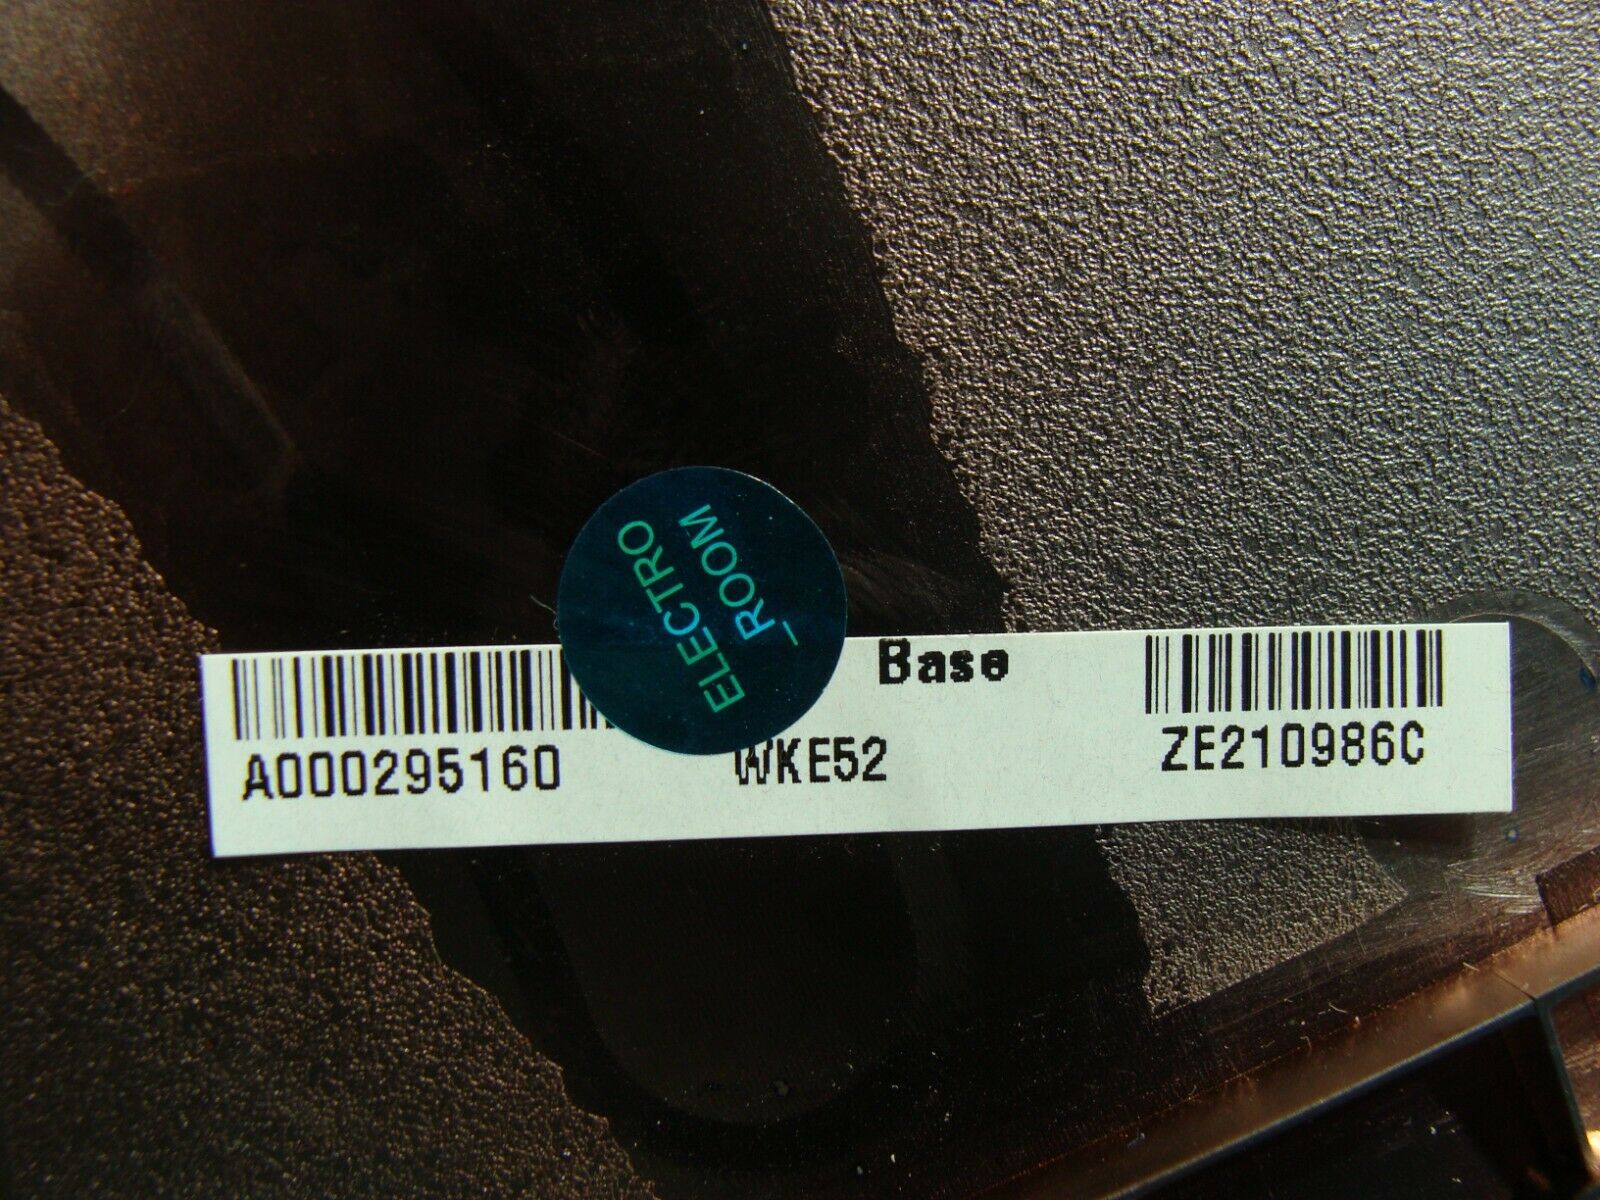 ELECTRO
_ROOM
Base
A000295160
WKE52
ZE210986C